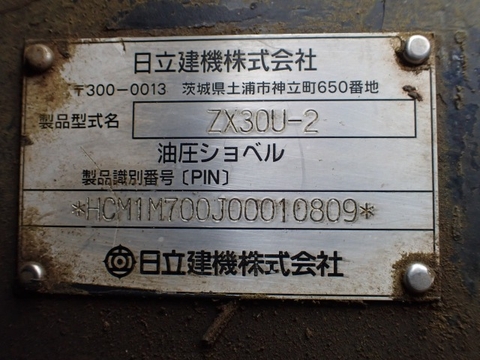 日立建機株式会社
〒300-0013 茨城県土浦市神立町650番地
製品型式名 ZX30U-2
油圧ショベル
製品識別番号〔PIN〕
*HCM1M700J00010809*
日立建機株式会社